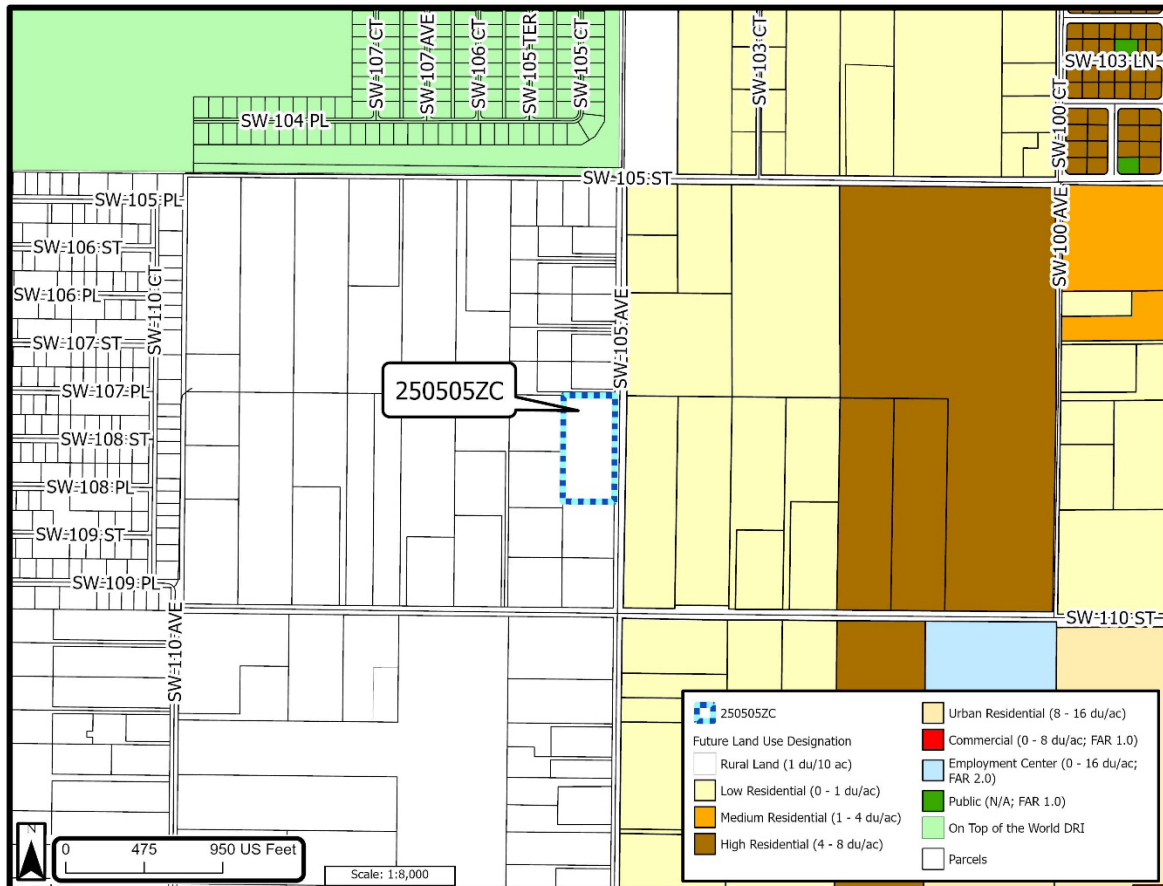 SW 107 CT
SW 107 AVE
SW 106 CT
SW 105 TER
SW 105 CT
SW 103 CT
SW 103 LN
SW 100 CT
SW 104 PL
SW 105 ST
SW 105 PL
SW 106 ST
SW 106 PL
SW 110 CT
SW 107 ST
SW 107 PL
SW 108 ST
SW 108 PL
SW 109 ST
SW 109 PL
SW 105 AVE
SW 100 AVE
250505ZC
SW 110 AVE
SW 110 ST
250505ZC
Future Land Use Designation
Rural Land (1 du/10 ac)
Low Residential (0 - 1 du/ac)
Medium Residential (1 - 4 du/ac)
High Residential (4 - 8 du/ac)
Urban Residential (8 - 16 du/ac)
Commercial (0 - 8 du/ac; FAR 1.0)
Employment Center (0 - 16 du/ac;
FAR 2.0)
Public (N/A; FAR 1.0)
On Top of the World DRI
Parcels
N
0 475 950 US Feet
Scale: 1:8,000